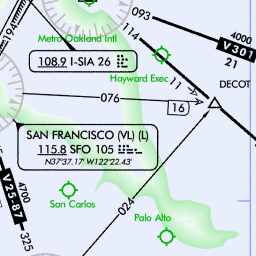 093
194
114
4000
V301
21
Metro Oakland Intl
108.9 I-SIA 26
Hayward Exec
11
DECOT
076
16
SAN FRANCISCO (VL) (L)
115.8 SFO 105
N37°37.17' W122°22.43'
San Carlos
024
Palo Alto
V25-87
4700
325